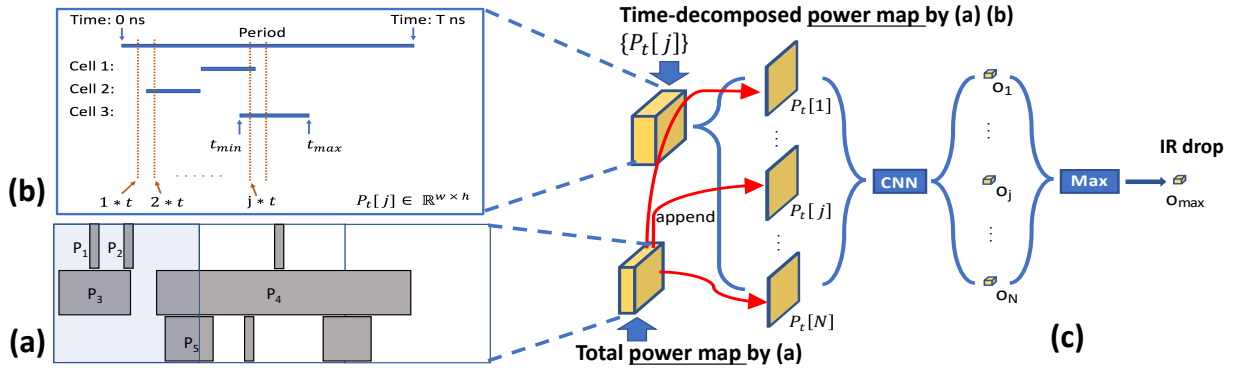 Time: 0 ns
Time: T ns
Period
Cell 1:
Cell 2:
Cell 3:
t_min
t_max
......
1 * t
2 * t
j * t
P_t[j] ∈ ℝ^{w × h}
(b)
P_1
P_2
P_3
P_4
P_5
(a)
Time-decomposed power map by (a) (b)
{P_t[j]}
P_t[1]
......
P_t[j]
append
......
P_t[N]
Total power map by (a)
CNN
O_1
......
O_j
......
O_N
Max
IR drop
O_max
(c)